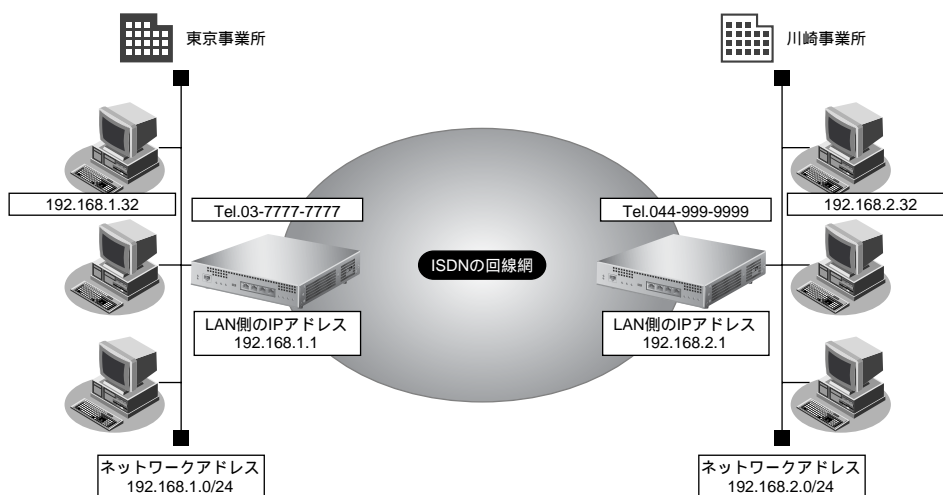 東京事業所
川崎事業所
192.168.1.32
192.168.2.32
Tel.03-7777-7777
Tel.044-999-9999
ISDNの回線網
LAN側のIPアドレス
192.168.1.1
LAN側のIPアドレス
192.168.2.1
ネットワークアドレス
192.168.1.0/24
ネットワークアドレス
192.168.2.0/24